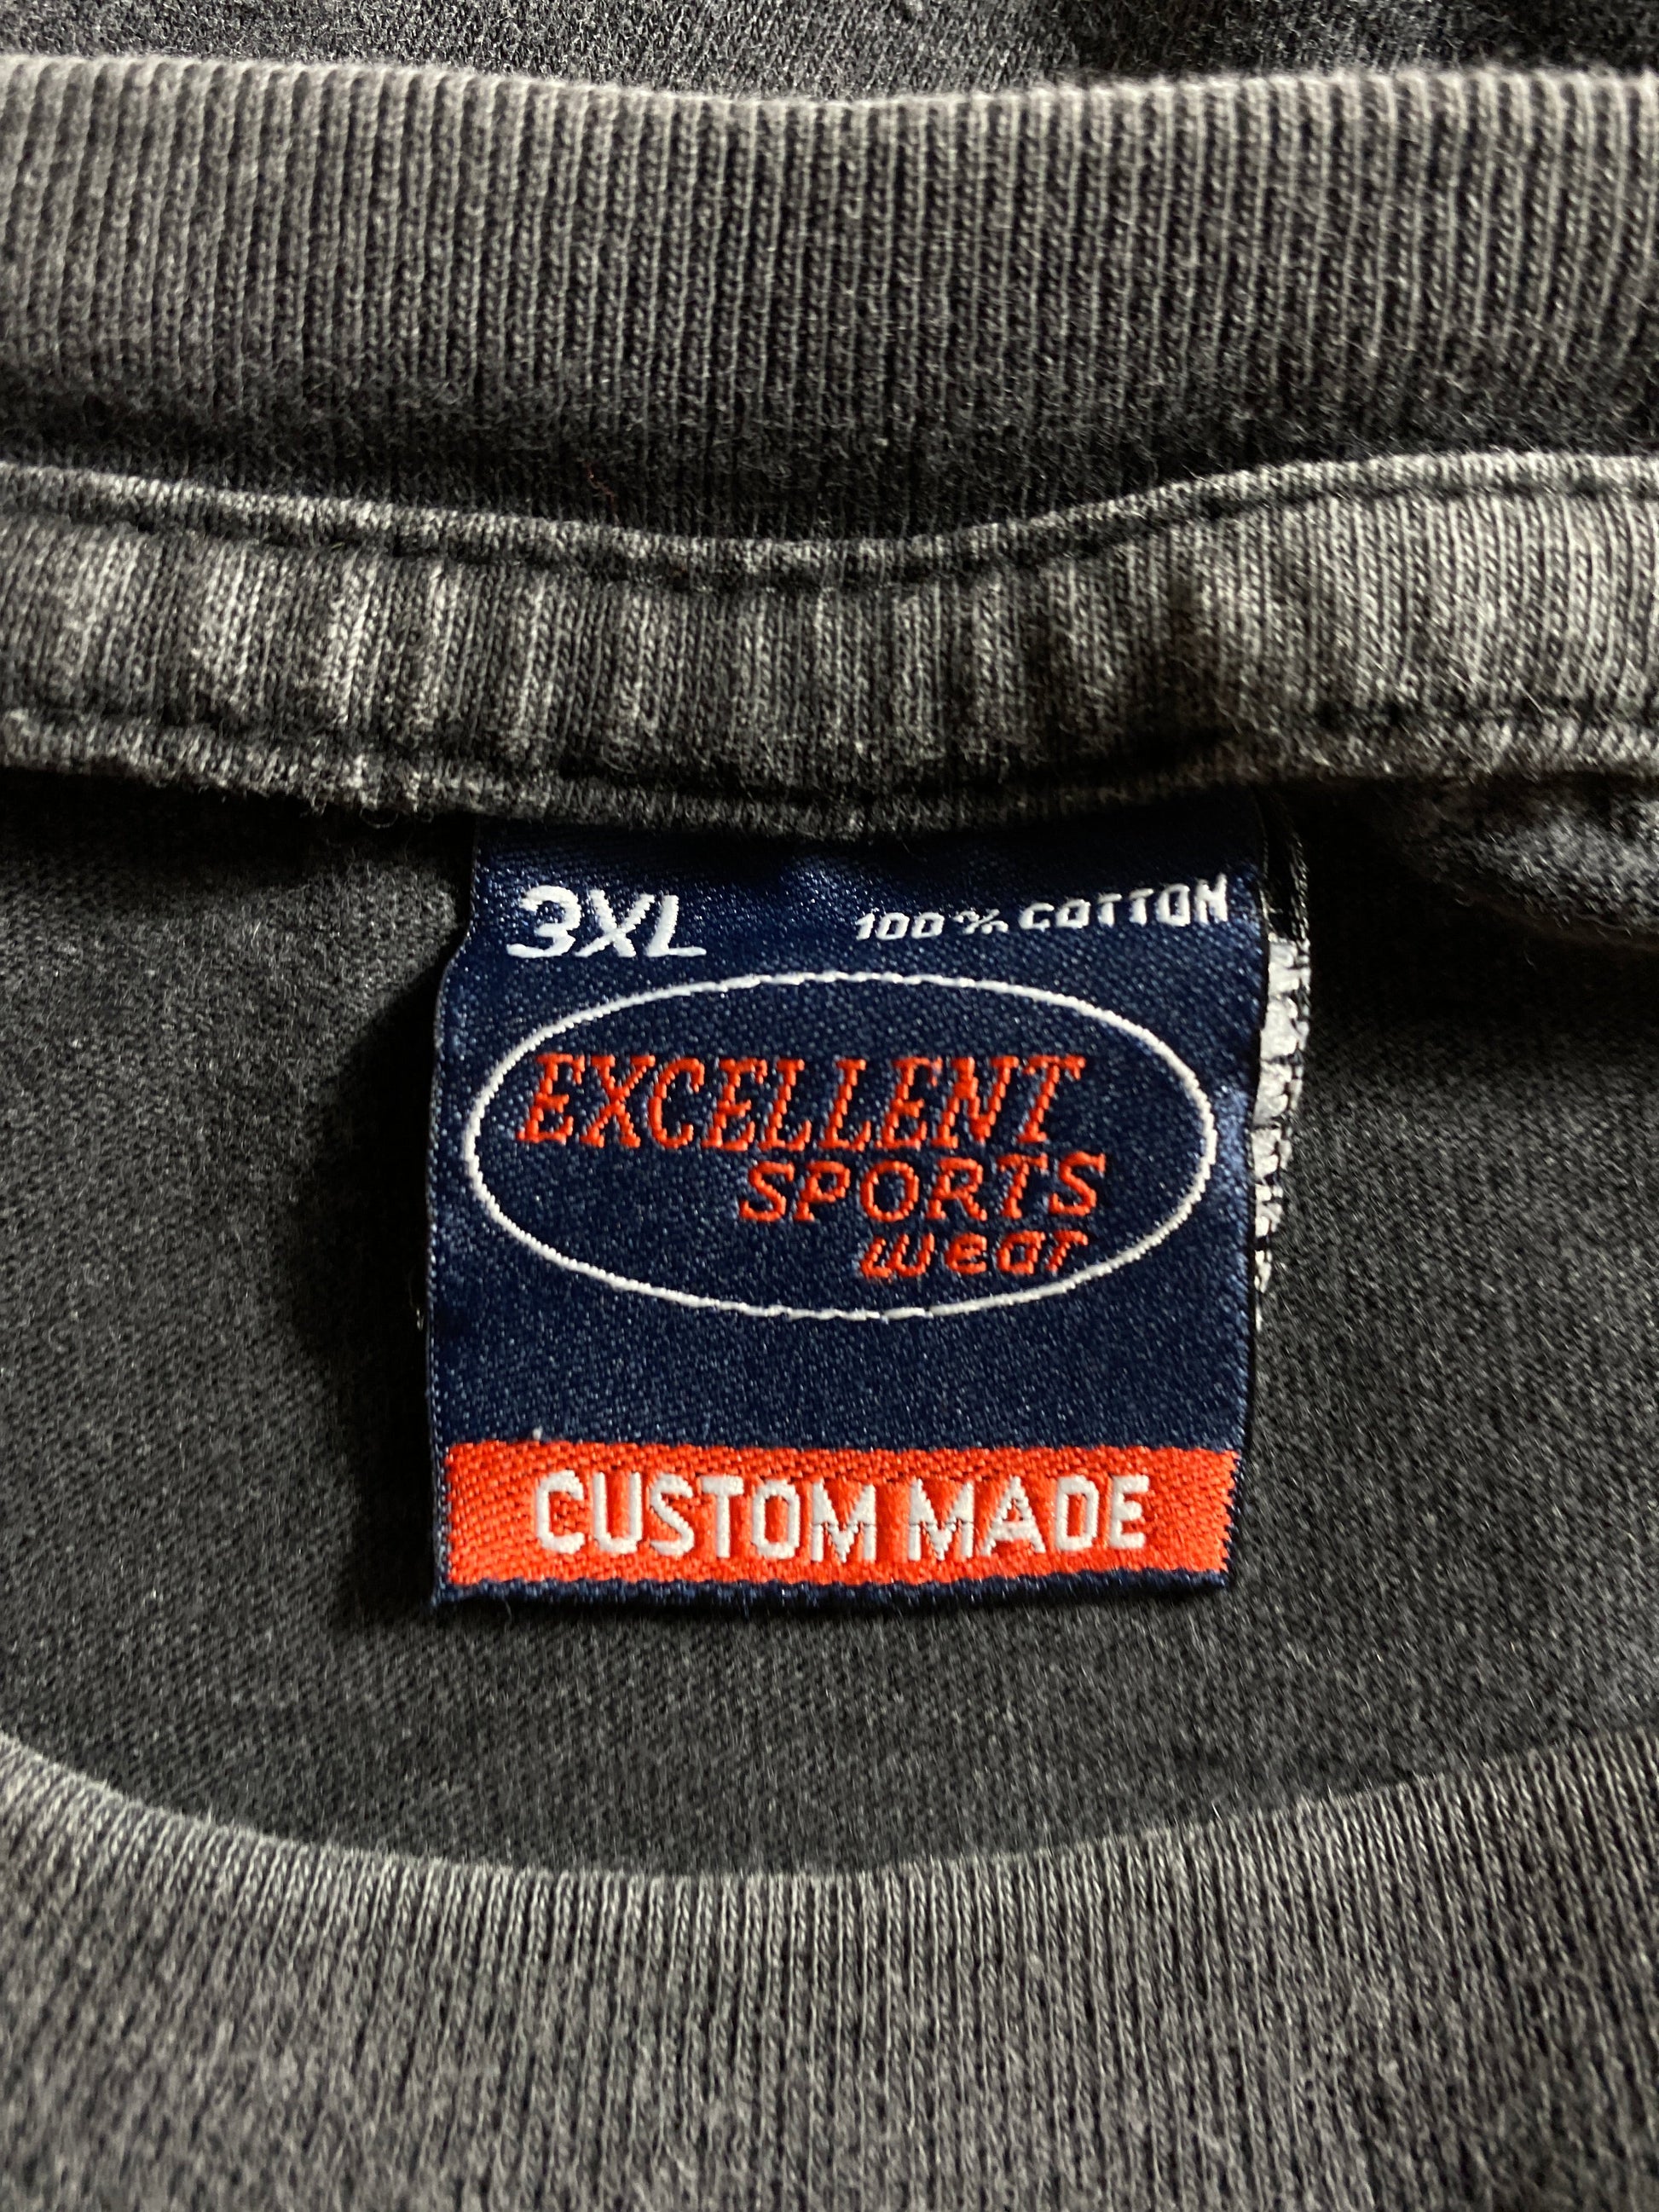 3XL 100% COTTON
EXCELLENT
SPORTS
wear
CUSTOM MADE